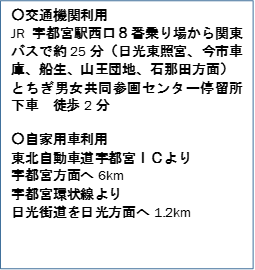 ○交通機関利用
JR 宇都宮駅西口８番乗り場から関東
バスで約 25 分（日光東照宮、今市車
庫、船生、山王団地、石那田方面）
とちぎ男女共同参画センター停留所
下車　徒歩 2 分

○自家用車利用
東北自動車道宇都宮ＩＣより
宇都宮方面へ 6km
宇都宮環状線より
日光街道を日光方面へ 1.2km